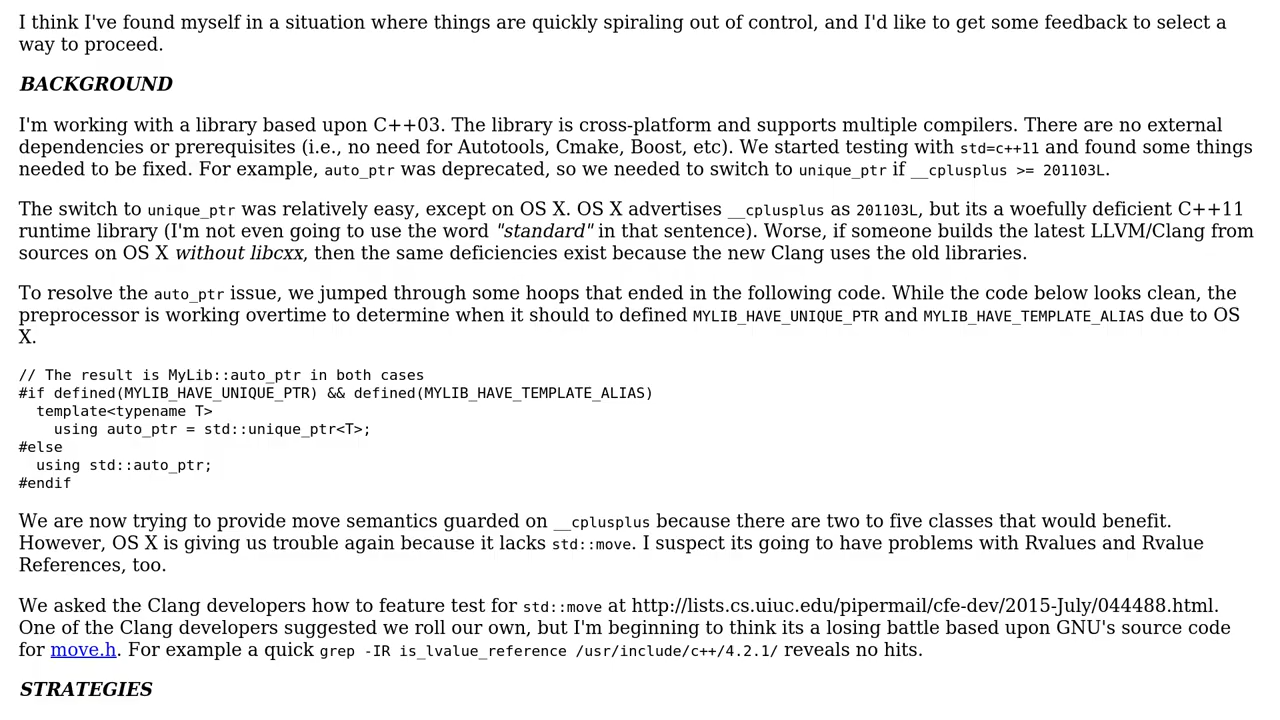 I think I've found myself in a situation where things are quickly spiraling out of control, and I'd like to get some feedback to select a
way to proceed.
BACKGROUND
I'm working with a library based upon C++03. The library is cross-platform and supports multiple compilers. There are no external
dependencies or prerequisites (i.e., no need for Autotools, Cmake, Boost, etc). We started testing with std=c++11 and found some things
needed to be fixed. For example, auto_ptr was deprecated, so we needed to switch to unique_ptr if __cplusplus >= 201103L.
The switch to unique_ptr was relatively easy, except on OS X. OS X advertises __cplusplus as 201103L, but its a woefully deficient C++11
runtime library (I'm not even going to use the word "standard" in that sentence). Worse, if someone builds the latest LLVM/Clang from
sources on OS X without libcxx, then the same deficiencies exist because the new Clang uses the old libraries.
To resolve the auto_ptr issue, we jumped through some hoops that ended in the following code. While the code below looks clean, the
preprocessor is working overtime to determine when it should to defined MYLIB_HAVE_UNIQUE_PTR and MYLIB_HAVE_TEMPLATE_ALIAS due to OS
X.
// The result is MyLib::auto_ptr in both cases
#if defined(MYLIB_HAVE_UNIQUE_PTR) && defined(MYLIB_HAVE_TEMPLATE_ALIAS)
  template<typename T>
    using auto_ptr = std::unique_ptr<T>;
#else
  using std::auto_ptr;
#endif
We are now trying to provide move semantics guarded on __cplusplus because there are two to five classes that would benefit.
However, OS X is giving us trouble again because it lacks std::move. I suspect its going to have problems with Rvalues and Rvalue
References, too.
We asked the Clang developers how to feature test for std::move at http://lists.cs.uiuc.edu/pipermail/cfe-dev/2015-July/044488.html.
One of the Clang developers suggested we roll our own, but I'm beginning to think its a losing battle based upon GNU's source code
for move.h. For example a quick grep -IR is_lvalue_reference /usr/include/c++/4.2.1/ reveals no hits.
STRATEGIES